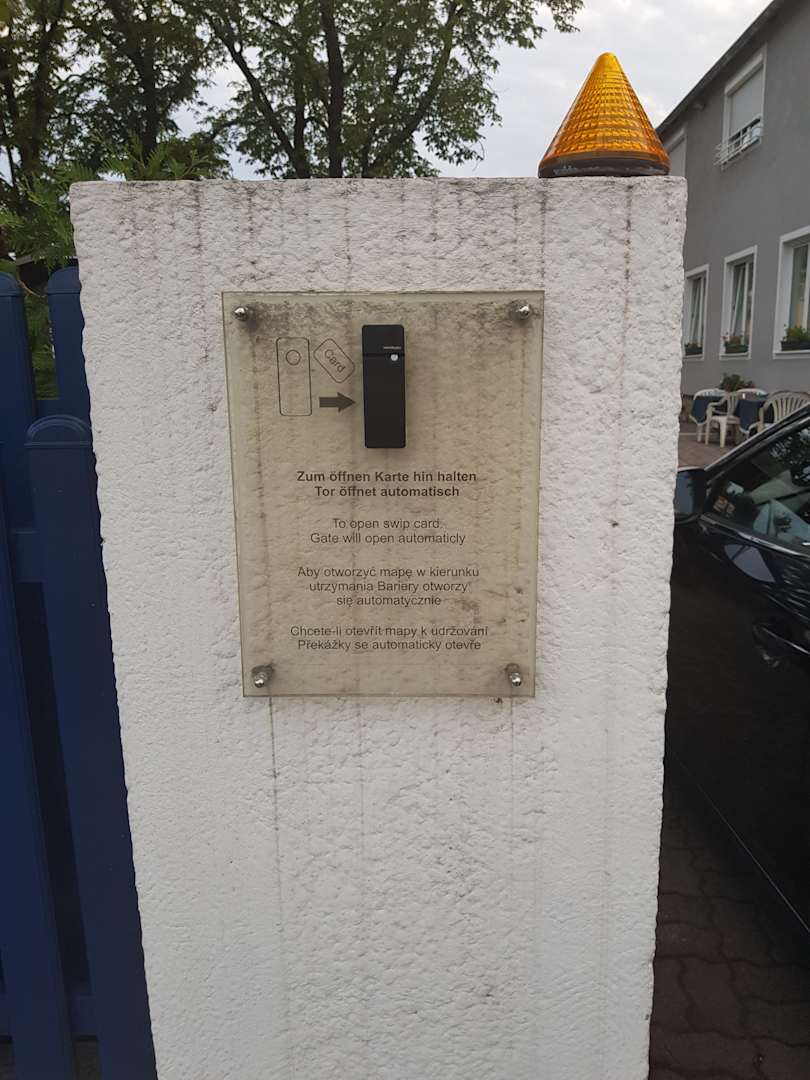 Card
Zum öffnen Karte hin halten
Tor öffnet automatisch
To open swip card.
Gate will open automaticly
Aby otworzyć mapę w kierunku
utrzymania Bariery otworzy
się automatycznie
Chcete-li otevřít mapy k udržování
Překážky se automaticky otevře